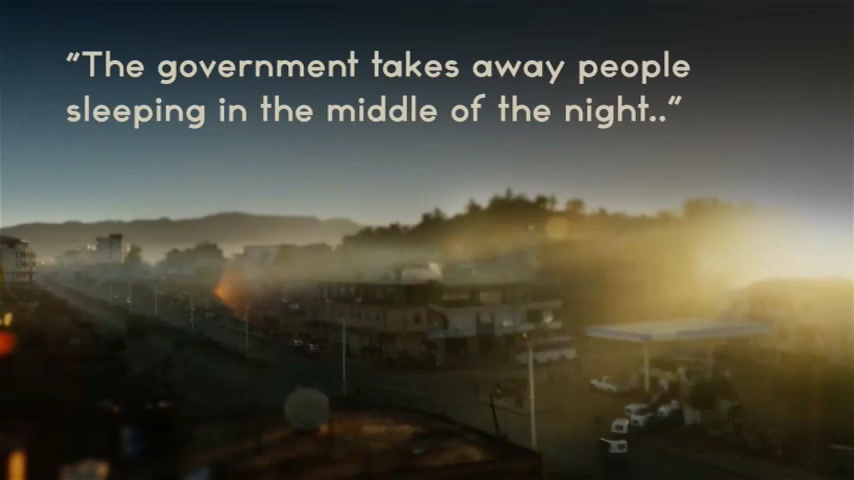 “The government takes away people
sleeping in the middle of the night..”